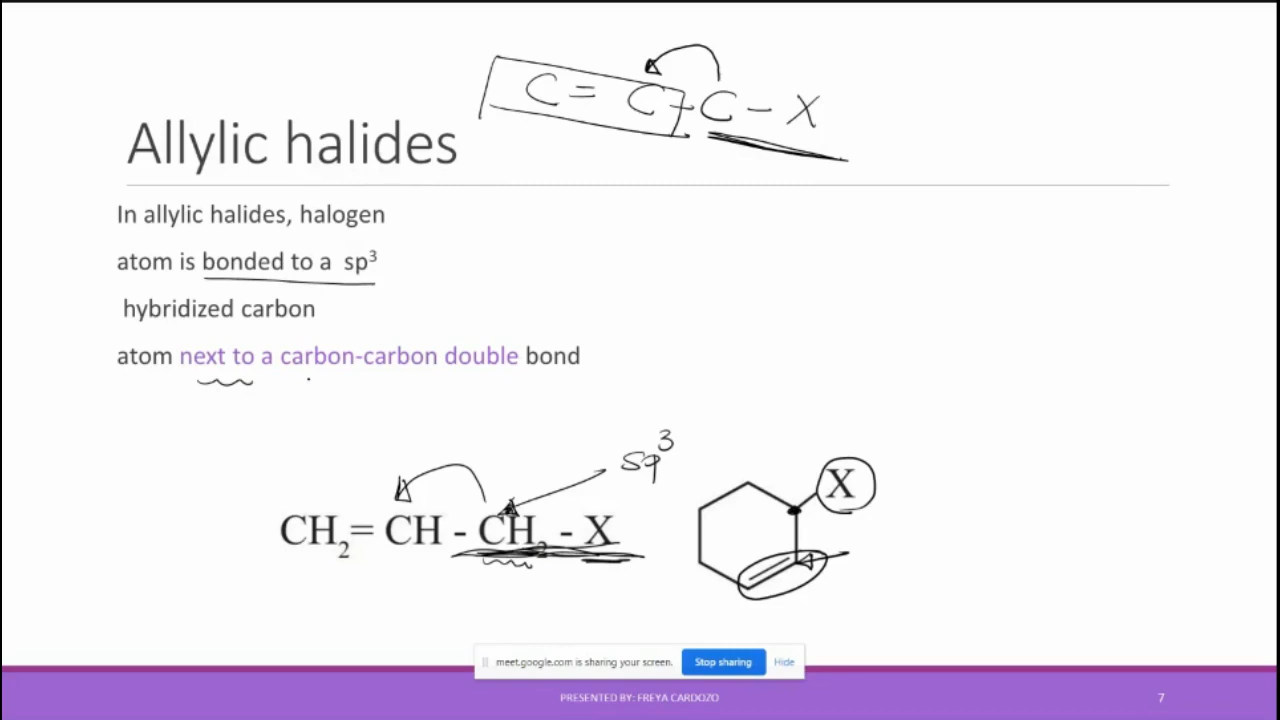 C = C - C - X
Allylic halides
In allylic halides, halogen
atom is bonded to a sp³
hybridized carbon
atom next to a carbon-carbon double bond
sp³
X
CH₂= CH - CH₂ - X
meet.google.com is sharing your screen. Stop sharing Hide
PRESENTED BY: FREYA CARDOZO 7